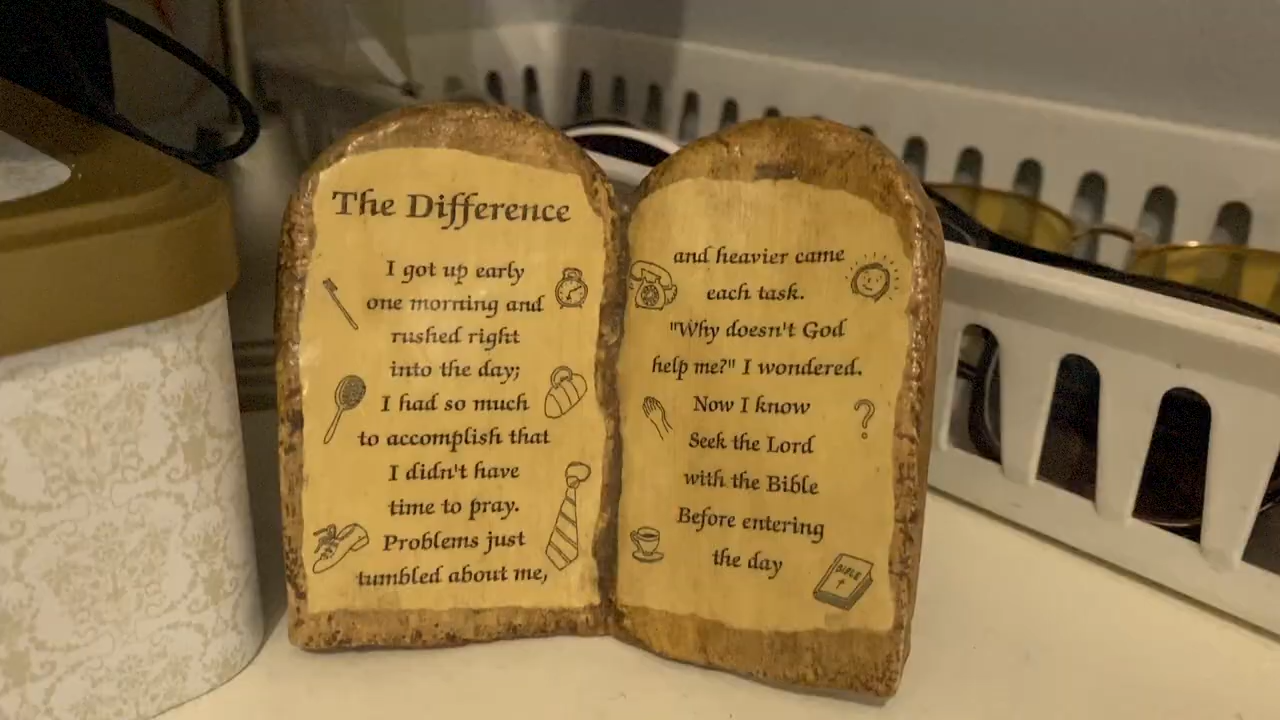 The Difference
I got up early
one morning and
rushed right
into the day;
I had so much
to accomplish that
I didn't have
time to pray.
Problems just
tumbled about me,
and heavier came
each task.
"Why doesn't God
help me?" I wondered.
Now I know
Seek the Lord
with the Bible
Before entering
the day
BIBLE